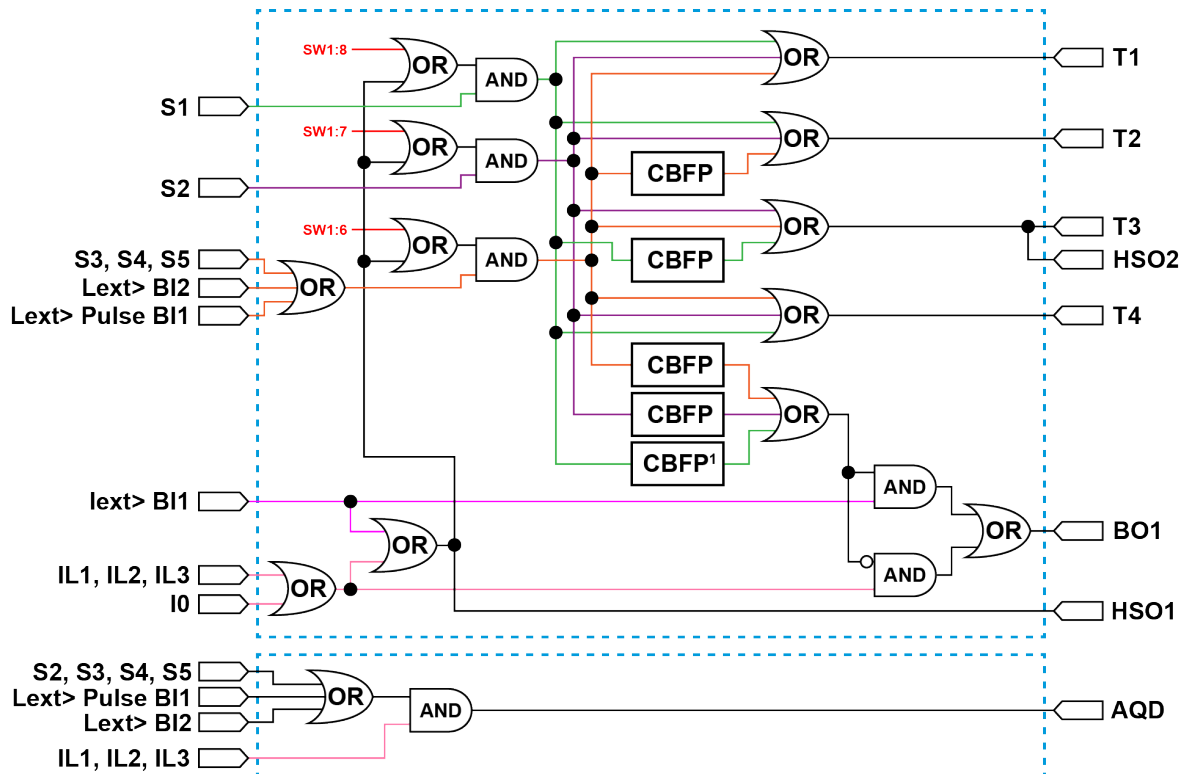 SW1:8
OR
AND
OR
T1
S1
SW1:7
OR
AND
OR
T2
S2
CBFP
SW1:6
OR
AND
OR
T3
S3, S4, S5
CBFP
HSO2
Lext> BI2
OR
Lext> Pulse BI1
OR
T4
CBFP
CBFP
OR
CBFP¹
Iext> BI1
AND
OR
OR
BO1
IL1, IL2, IL3
OR
AND
I0
HSO1
S2, S3, S4, S5
Lext> Pulse BI1
OR
AND
AQD
Lext> BI2
IL1, IL2, IL3